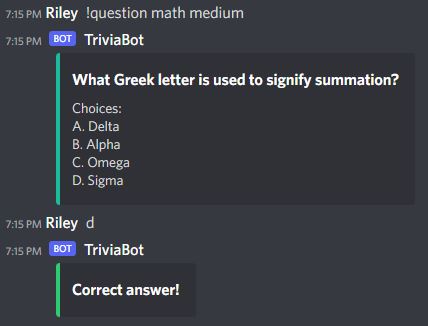 7:15 PM Riley !question math medium
7:15 PM BOT TriviaBot
What Greek letter is used to signify summation?
Choices:
A. Delta
B. Alpha
C. Omega
D. Sigma
7:15 PM Riley d
7:15 PM BOT TriviaBot
Correct answer!